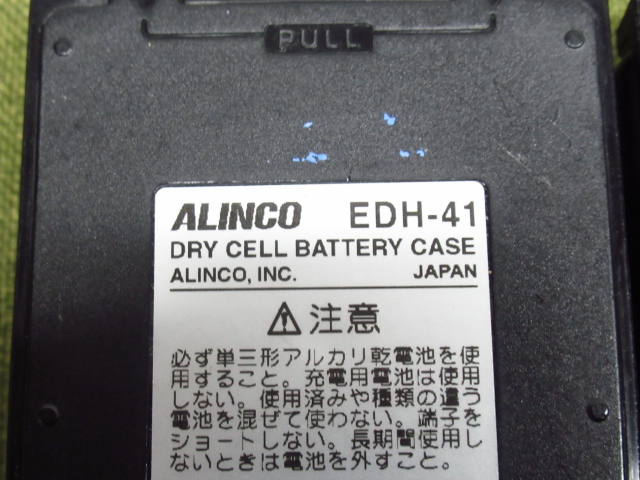 PULL
ALINCO EDH-41
DRY CELL BATTERY CASE
ALINCO, INC. JAPAN
⚠注意
必ず単三形アルカリ乾電池を使
用すること。充電用電池は使用
しない。使用済みや種類の違う
電池を混ぜて使わない。端子を
ショートしない。長期間使用し
ないときは電池を外すこと。